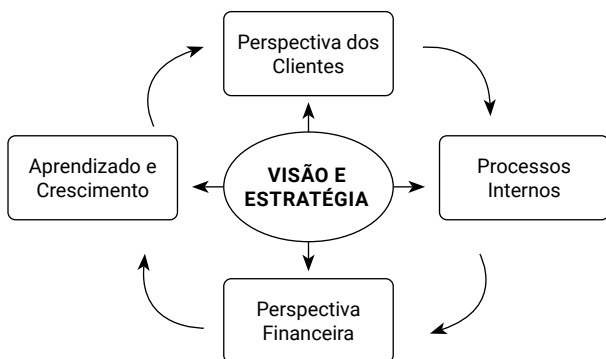 Perspectiva dos
Clientes
Aprendizado e
Crescimento
VISÃO E
ESTRATÉGIA
Processos
Internos
Perspectiva
Financeira